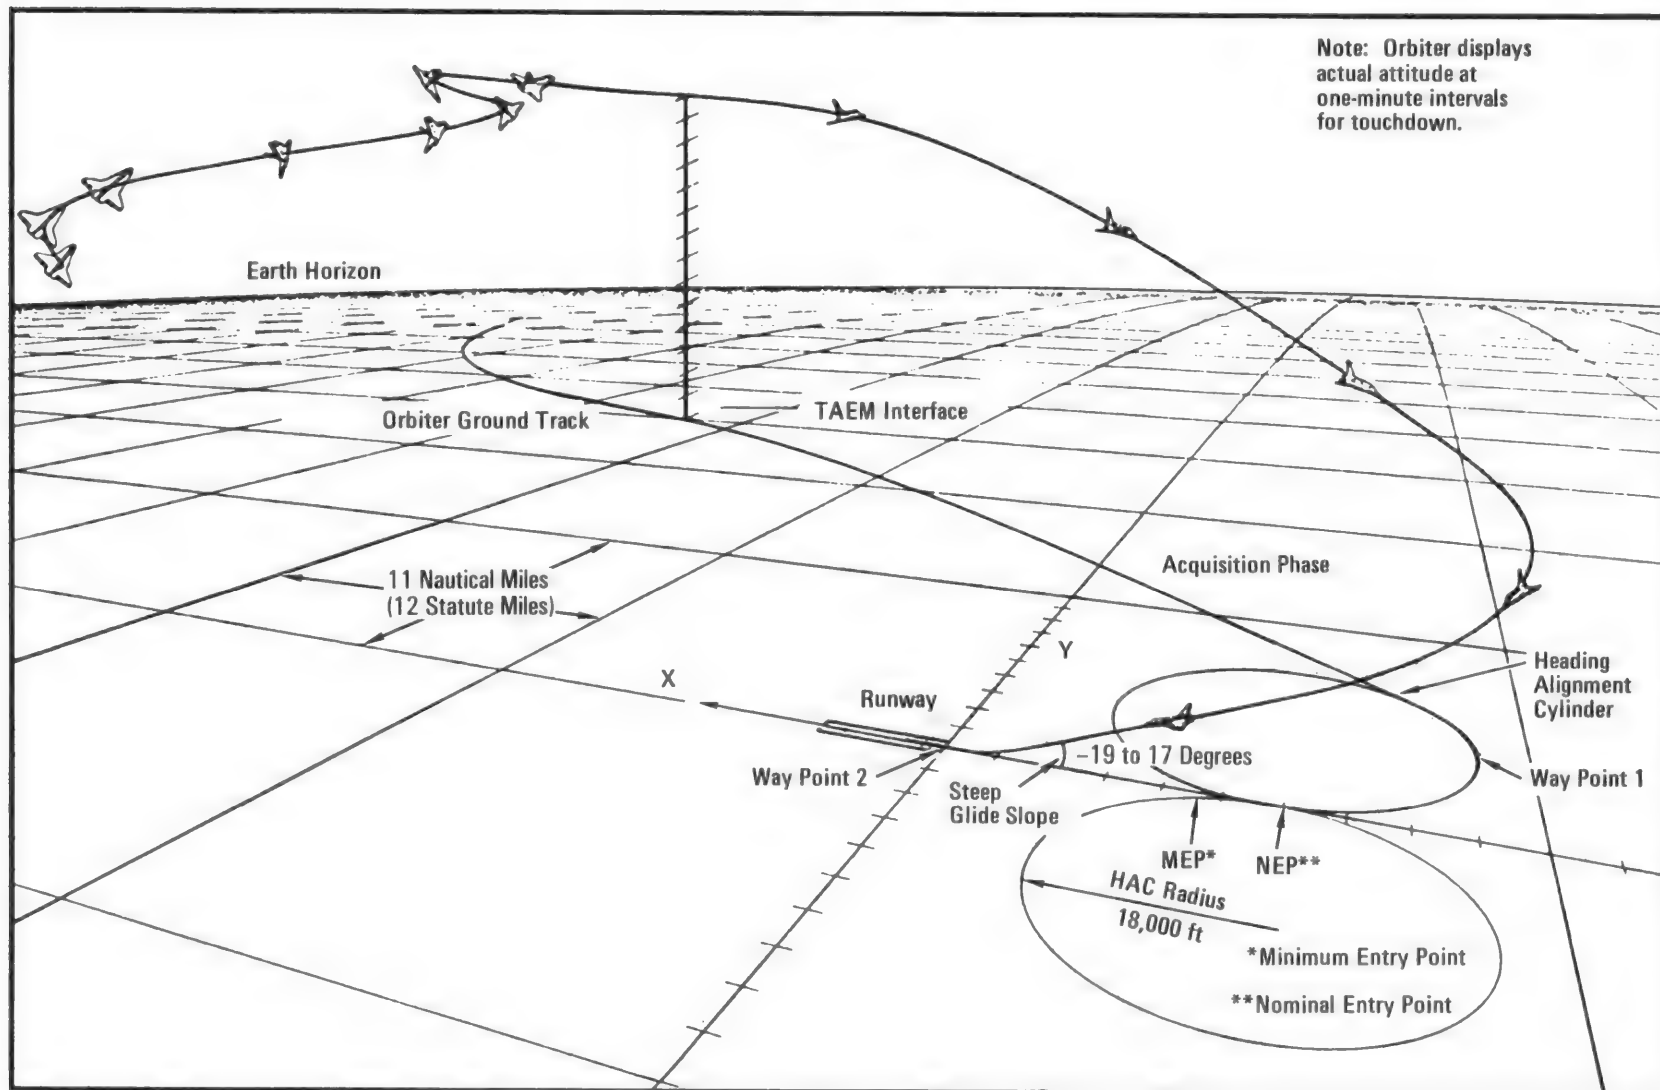 Note: Orbiter displays
actual attitude at
one-minute intervals
for touchdown.
Earth Horizon
Orbiter Ground Track
TAEM Interface
11 Nautical Miles
(12 Statute Miles)
Acquisition Phase
X
Y
Runway
Heading
Alignment
Cylinder
Way Point 2
−19 to 17 Degrees
Steep
Glide Slope
Way Point 1
MEP*
NEP**
HAC Radius
18,000 ft
*Minimum Entry Point
**Nominal Entry Point